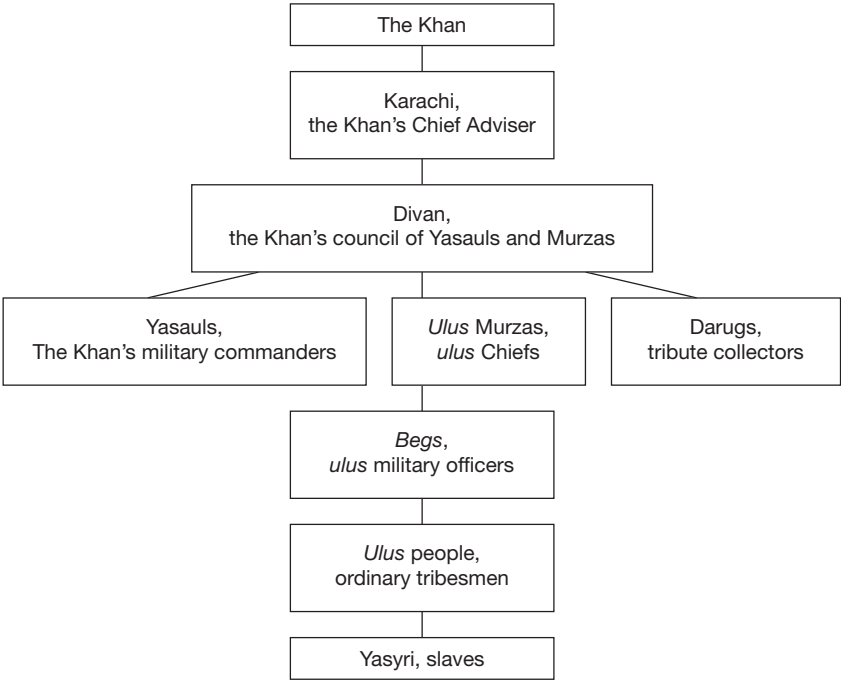 The Khan
Karachi,
the Khan's Chief Adviser
Divan,
the Khan's council of Yasauls and Murzas
Yasauls,
The Khan's military commanders
Ulus Murzas,
ulus Chiefs
Darugs,
tribute collectors
Begs,
ulus military officers
Ulus people,
ordinary tribesmen
Yasyri, slaves